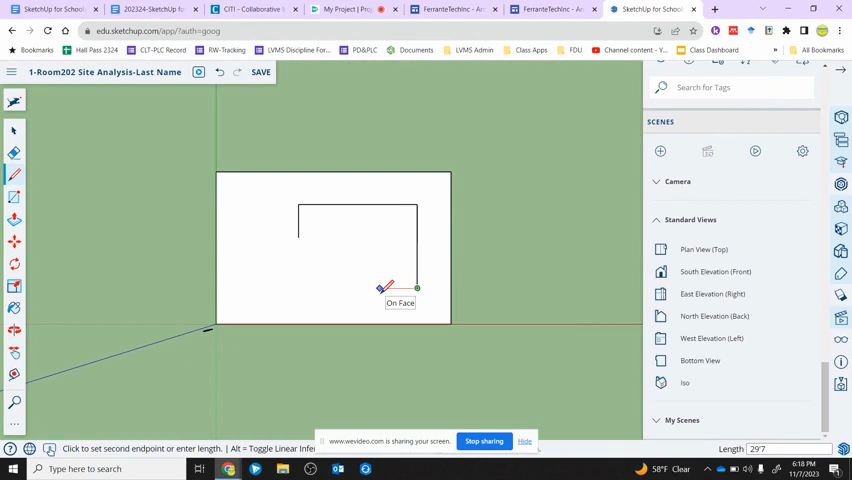 SketchUp for School
202324-SketchUp for
CITI – Collaborative I
My Project | Proj
FerranteTechInc - An
FerranteTechInc - An
SketchUp for School
edu.sketchup.com/app/?auth=goog
Bookmarks
Hall Pass 2324
CLT-PLC Record
RW-Tracking
LVMS Discipline For...
PD&PLC
Documents
LVMS Admin
Class Apps
FDU
Channel content - Y...
»
All Bookmarks
1-Room202 Site Analysis-Last Name
SAVE
Search for Tags
SCENES
Camera
Standard Views
Plan View (Top)
South Elevation (Front)
East Elevation (Right)
North Elevation (Back)
West Elevation (Left)
Bottom View
Iso
My Scenes
On Face
www.wevideo.com is sharing your screen.
Stop sharing
Hide
Click to set second endpoint or enter length. | Alt = Toggle Linear Infe
Length
29'7
Type here to search
58°F Clear
6:18 PM
11/7/2023